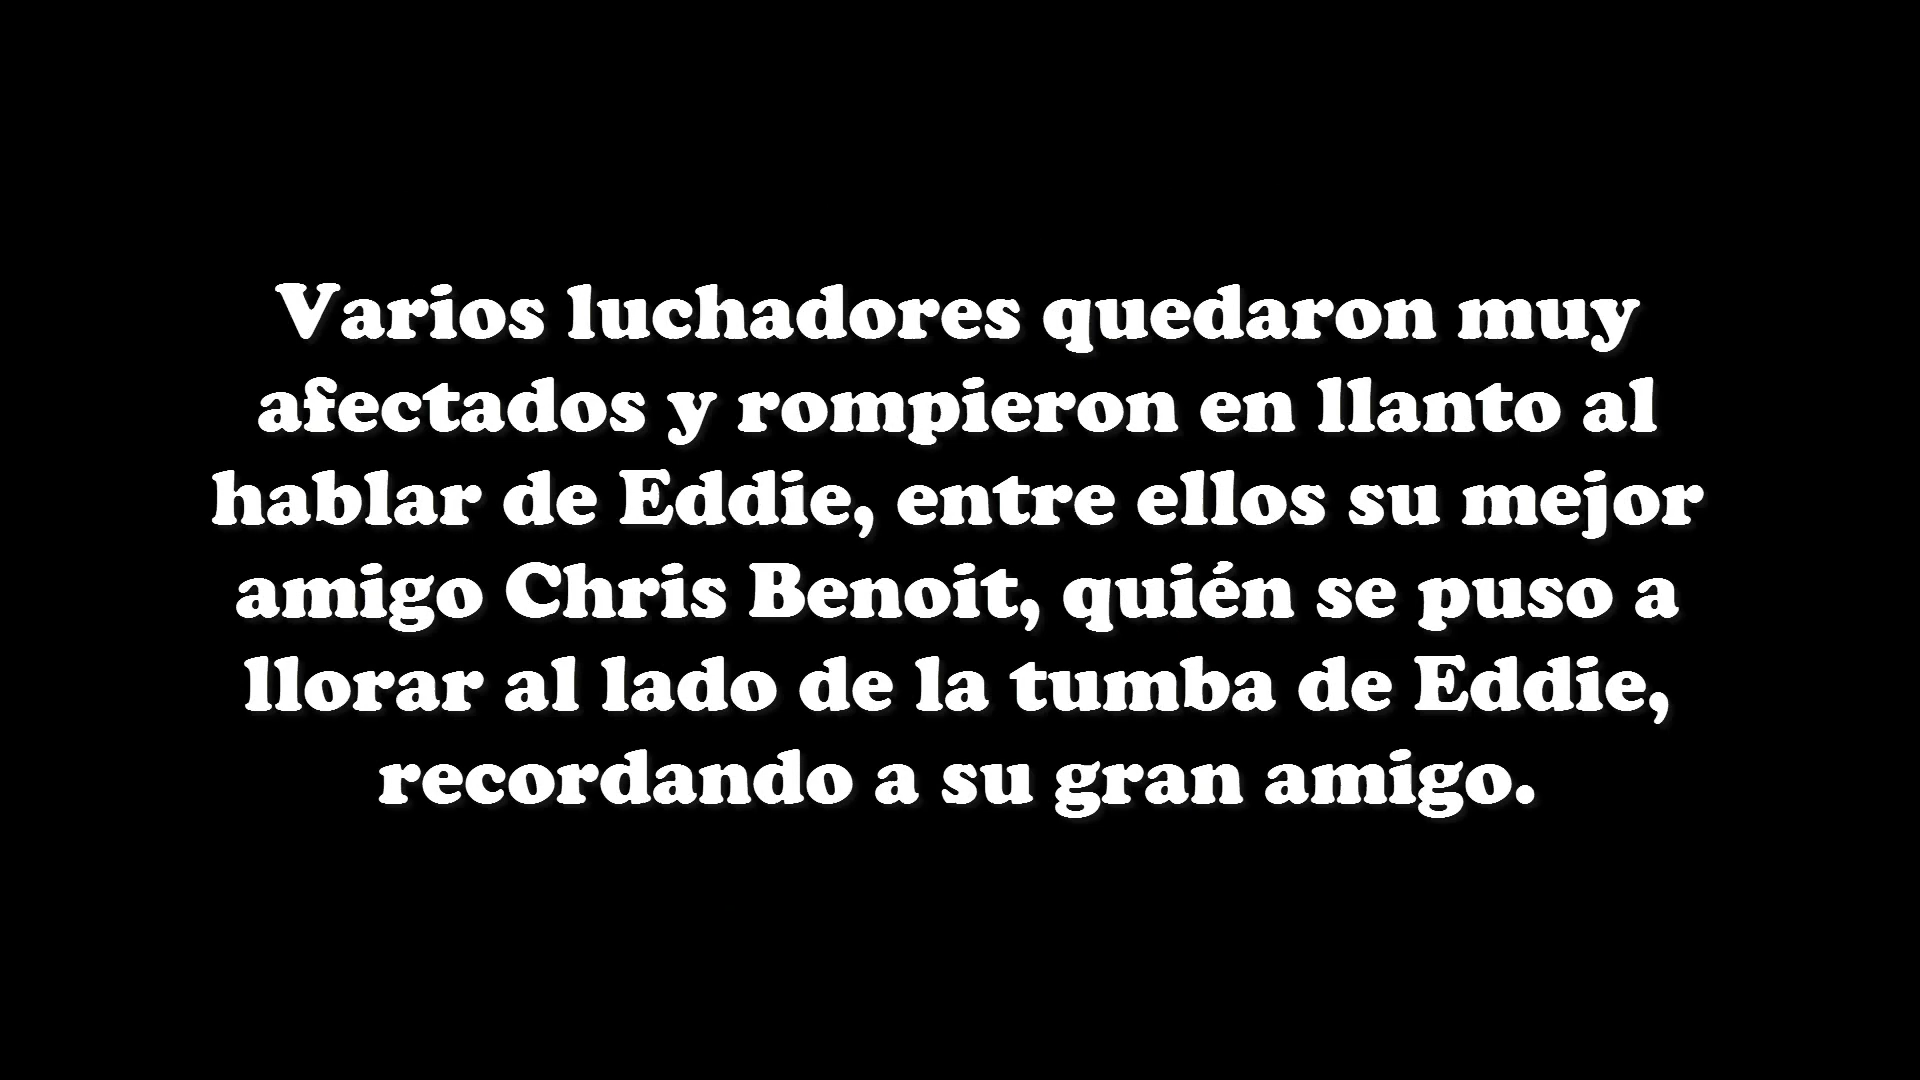 Varios luchadores quedaron muy
afectados y rompieron en llanto al
hablar de Eddie, entre ellos su mejor
amigo Chris Benoit, quién se puso a
llorar al lado de la tumba de Eddie,
recordando a su gran amigo.